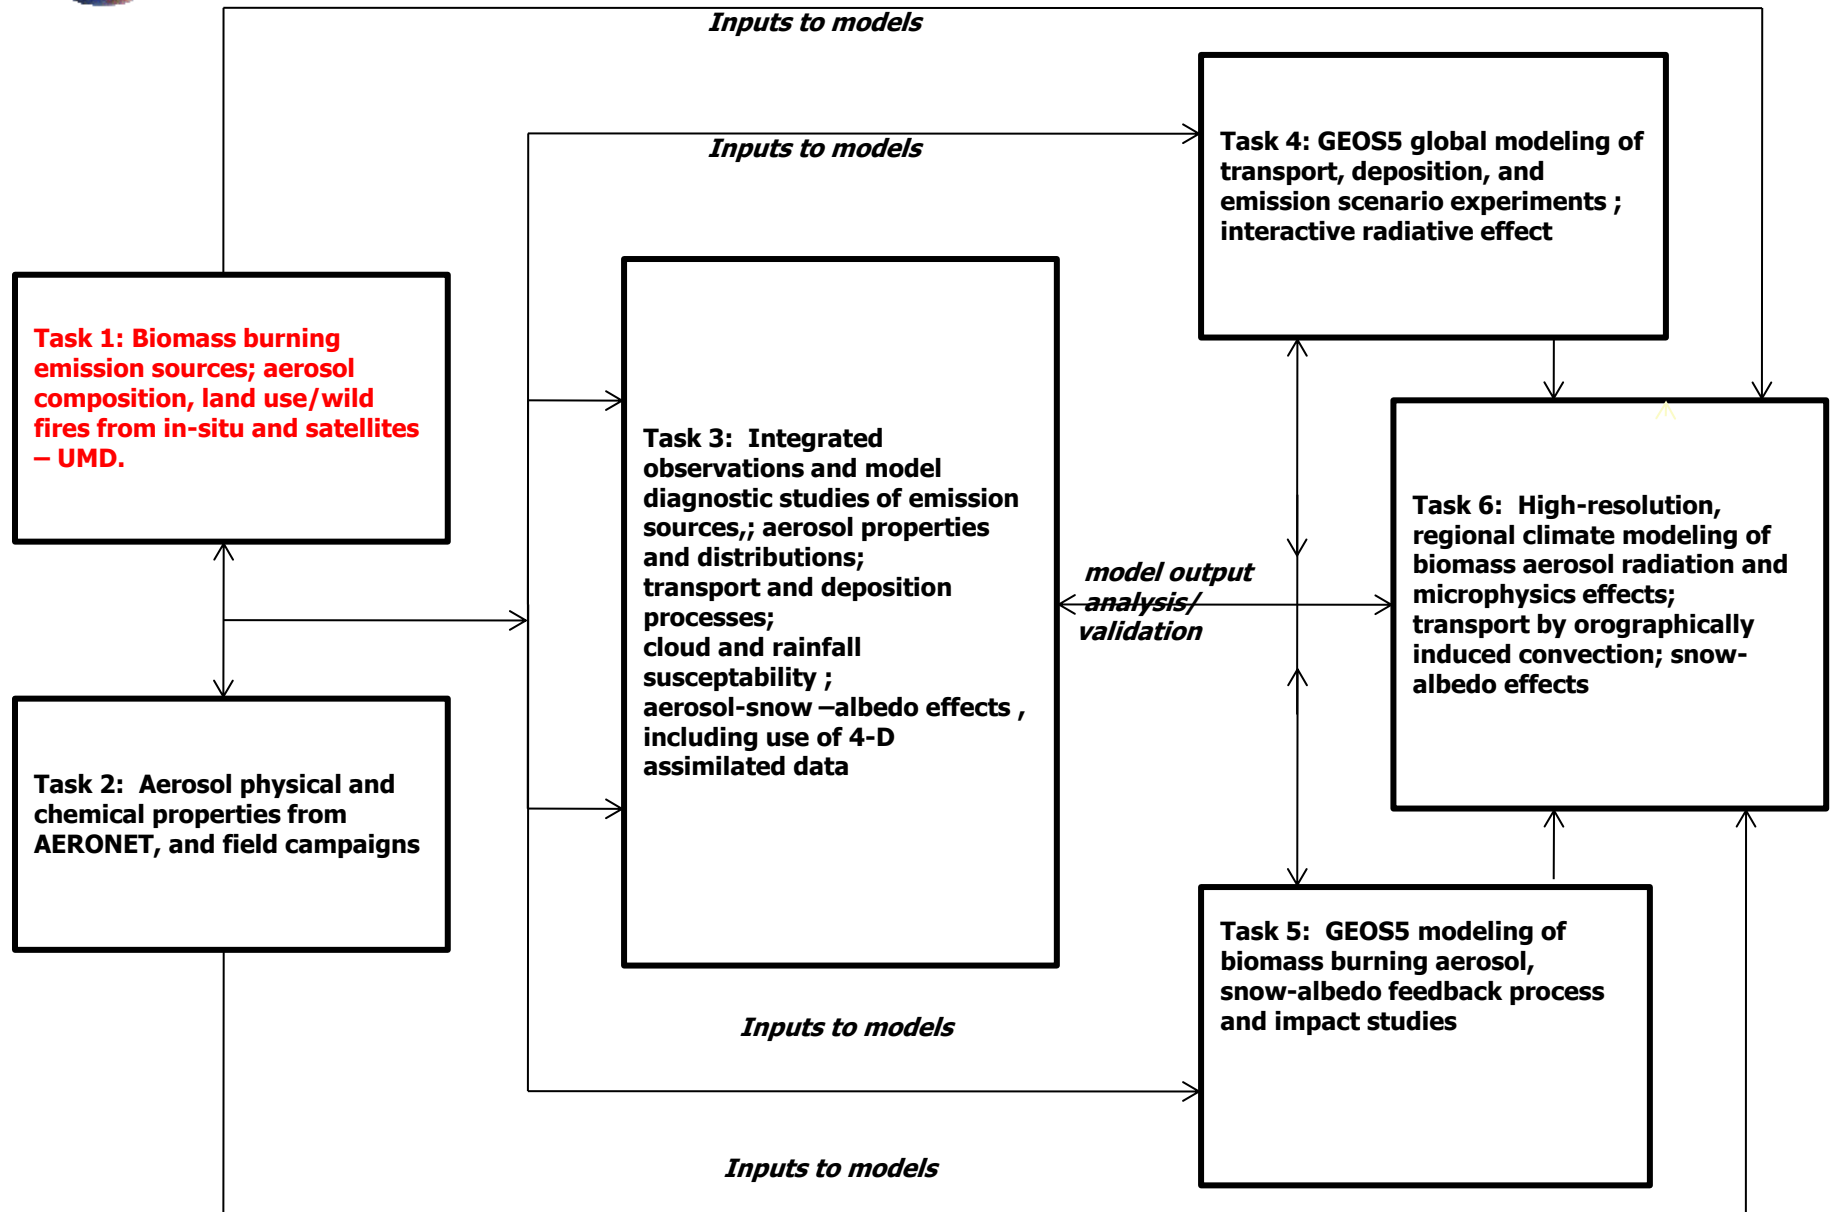 Inputs to models
Inputs to models
Task 4: GEOS5 global modeling of
transport, deposition, and
emission scenario experiments ;
interactive radiative effect
Task 1: Biomass burning
emission sources; aerosol
composition, land use/wild
fires from in-situ and satellites
– UMD.
Task 3:  Integrated
observations and model
diagnostic studies of emission
sources,; aerosol properties
and distributions;
transport and deposition
processes;
cloud and rainfall
susceptability ;
aerosol-snow –albedo effects ,
including use of 4-D
assimilated data
model output
analysis/
validation
Task 6:  High-resolution,
regional climate modeling of
biomass aerosol radiation and
microphysics effects;
transport by orographically
induced convection; snow-
albedo effects
Task 2:  Aerosol physical and
chemical properties from
AERONET, and field campaigns
Task 5:  GEOS5 modeling of
biomass burning aerosol,
snow-albedo feedback process
and impact studies
Inputs to models
Inputs to models